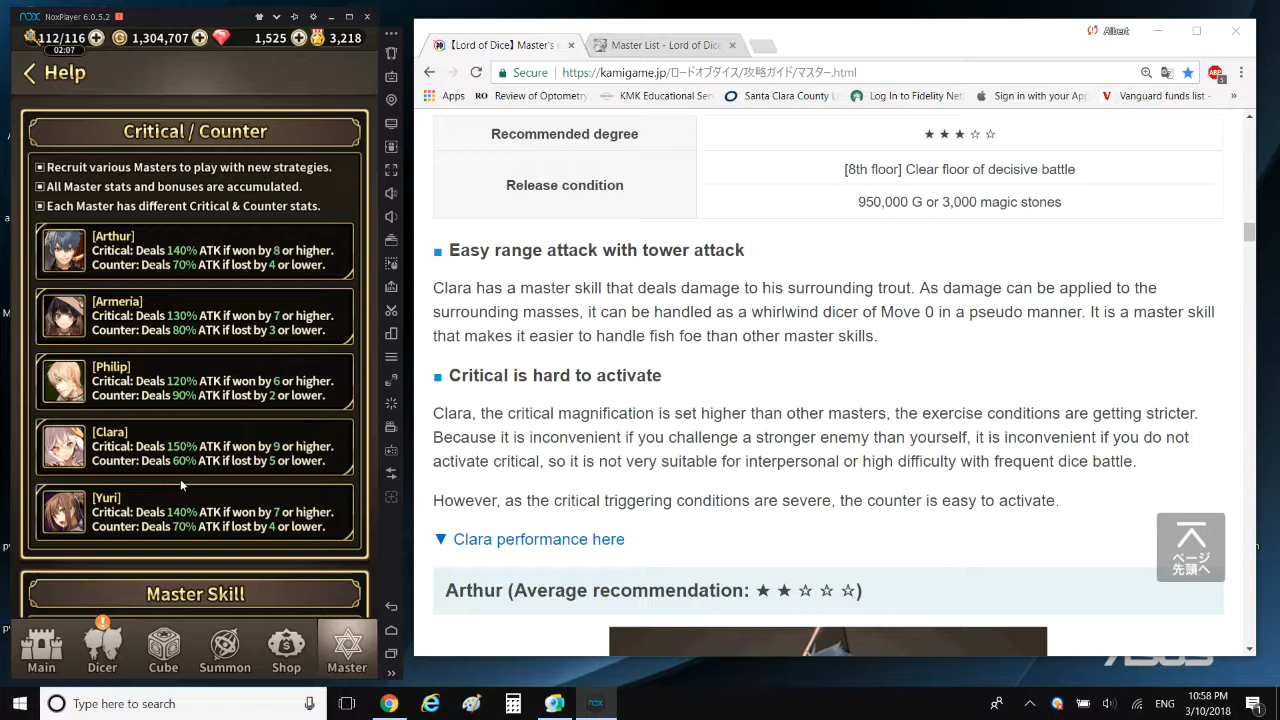 nox NoxPlayer 6.0.5.2
112/116
1,304,707
1,525
3,218
02:07
Help
Critical / Counter
Recruit various Masters to play with new strategies.
All Master stats and bonuses are accumulated.
Each Master has different Critical & Counter stats.
[Arthur]
Critical: Deals 140% ATK if won by 8 or higher.
Counter: Deals 70% ATK if lost by 4 or lower.
[Armeria]
Critical: Deals 130% ATK if won by 7 or higher.
Counter: Deals 80% ATK if lost by 3 or lower.
[Philip]
Critical: Deals 120% ATK if won by 6 or higher.
Counter: Deals 90% ATK if lost by 2 or lower.
[Clara]
Critical: Deals 150% ATK if won by 9 or higher.
Counter: Deals 60% ATK if lost by 5 or lower.
[Yuri]
Critical: Deals 140% ATK if won by 7 or higher.
Counter: Deals 70% ATK if lost by 4 or lower.
Master Skill
Main
Dicer
Cube
Summon
Shop
Master
Albert
【Lord of Dice】Master's
Master List - Lord of Dice
Secure
https://kamigame.jp/ロードオブダイス/攻略ガイド/マスター.html
Apps
RO Review of Optometry
KMK Educational Serv
Santa Clara County L
Log In to Fidelity Net
Sign in with your App
Vanguard funds list -
Recommended degree
★ ★ ★ ☆ ☆
Release condition
[8th floor] Clear floor of decisive battle
950,000 G or 3,000 magic stones
Easy range attack with tower attack
Clara has a master skill that deals damage to his surrounding trout. As damage can be applied to the
surrounding masses, it can be handled as a whirlwind dicer of Move 0 in a pseudo manner. It is a master skill
that makes it easier to handle fish foe than other master skills.
Critical is hard to activate
Clara, the critical magnification is set higher than other masters, the exercise conditions are getting stricter.
Because it is inconvenient if you challenge a stronger enemy than yourself, it is inconvenient if you do not
activate critical, so it is not very suitable for interpersonal or high difficulty with frequent dice battle.
However, as the critical triggering conditions are severe, the counter is easy to activate.
▼ Clara performance here
ページ
先頭へ
Arthur (Average recommendation: ★ ★ ☆ ☆ ☆)
ASUS
Type here to search
ENG
10:58 PM
3/10/2018